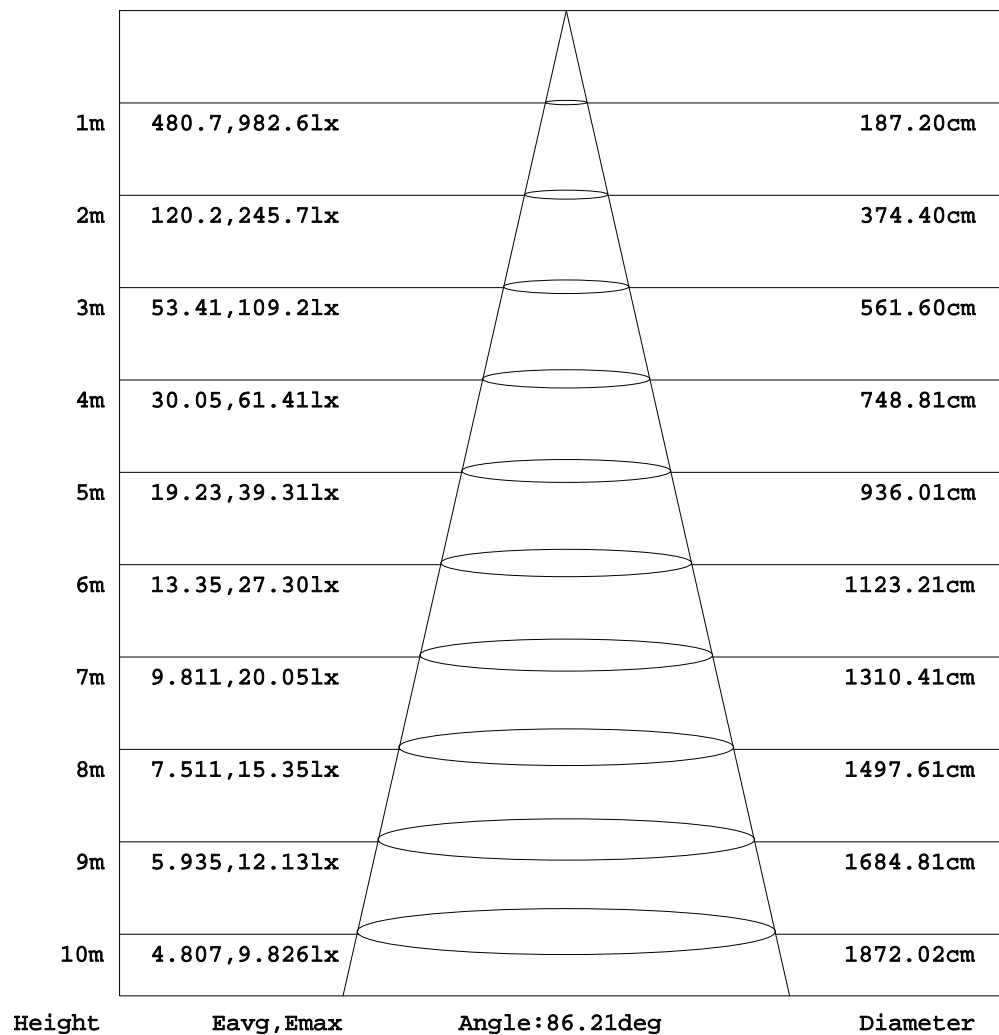 1m 480.7,982.6lx 187.20cm
2m 120.2,245.7lx 374.40cm
3m 53.41,109.2lx 561.60cm
4m 30.05,61.41lx 748.81cm
5m 19.23,39.31lx 936.01cm
6m 13.35,27.30lx 1123.21cm
7m 9.811,20.05lx 1310.41cm
8m 7.511,15.35lx 1497.61cm
9m 5.935,12.13lx 1684.81cm
10m 4.807,9.826lx 1872.02cm
Height Eavg,Emax Angle:86.21deg Diameter